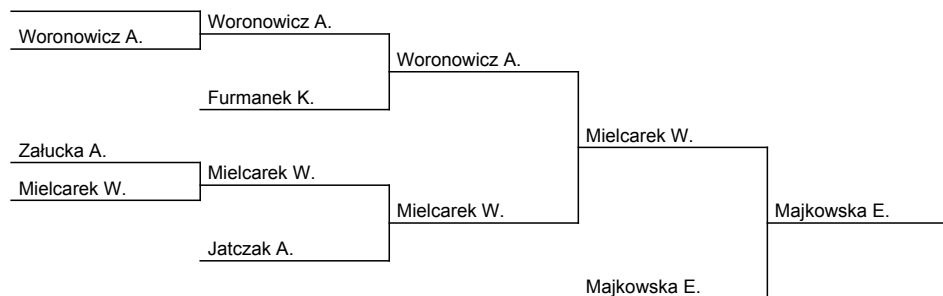 Woronowicz A.
Woronowicz A.
Woronowicz A.
Furmanek K.
Mielcarek W.
Załucka A.
Mielcarek W.
Mielcarek W.
Mielcarek W.
Majkowska E.
Jatczak A.
Majkowska E.